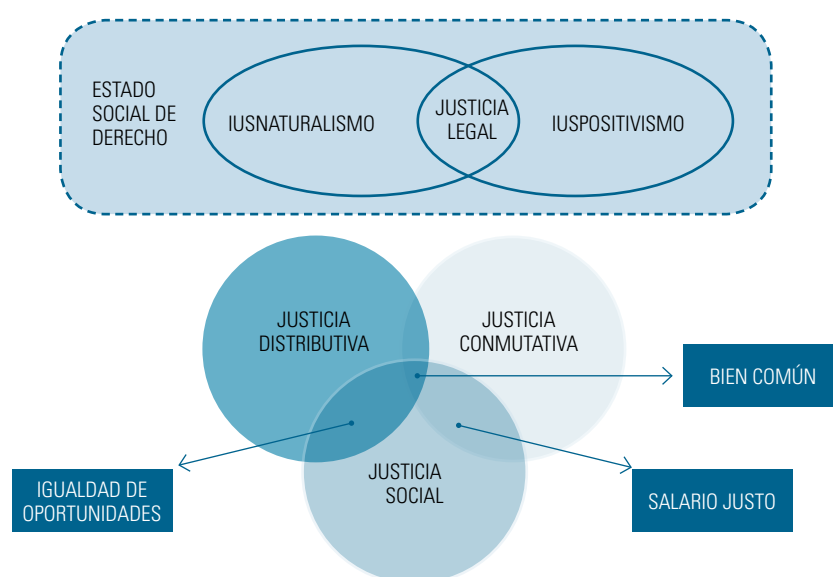 ESTADO
SOCIAL DE
DERECHO
IUSNATURALISMO
JUSTICIA
LEGAL
IUSPOSITIVISMO
JUSTICIA
DISTRIBUTIVA
JUSTICIA
CONMUTATIVA
BIEN COMÚN
JUSTICIA
SOCIAL
IGUALDAD DE
OPORTUNIDADES
SALARIO JUSTO